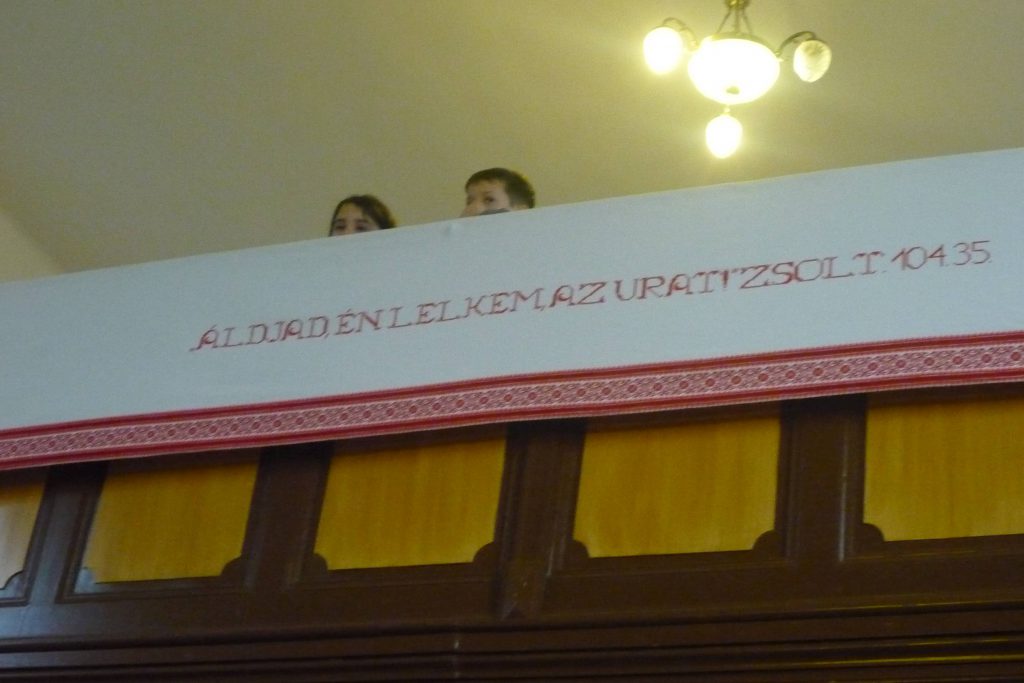 ÁLDJAD, ÉN LELKEM, AZ URAT! "ZSOLT. 104.35.